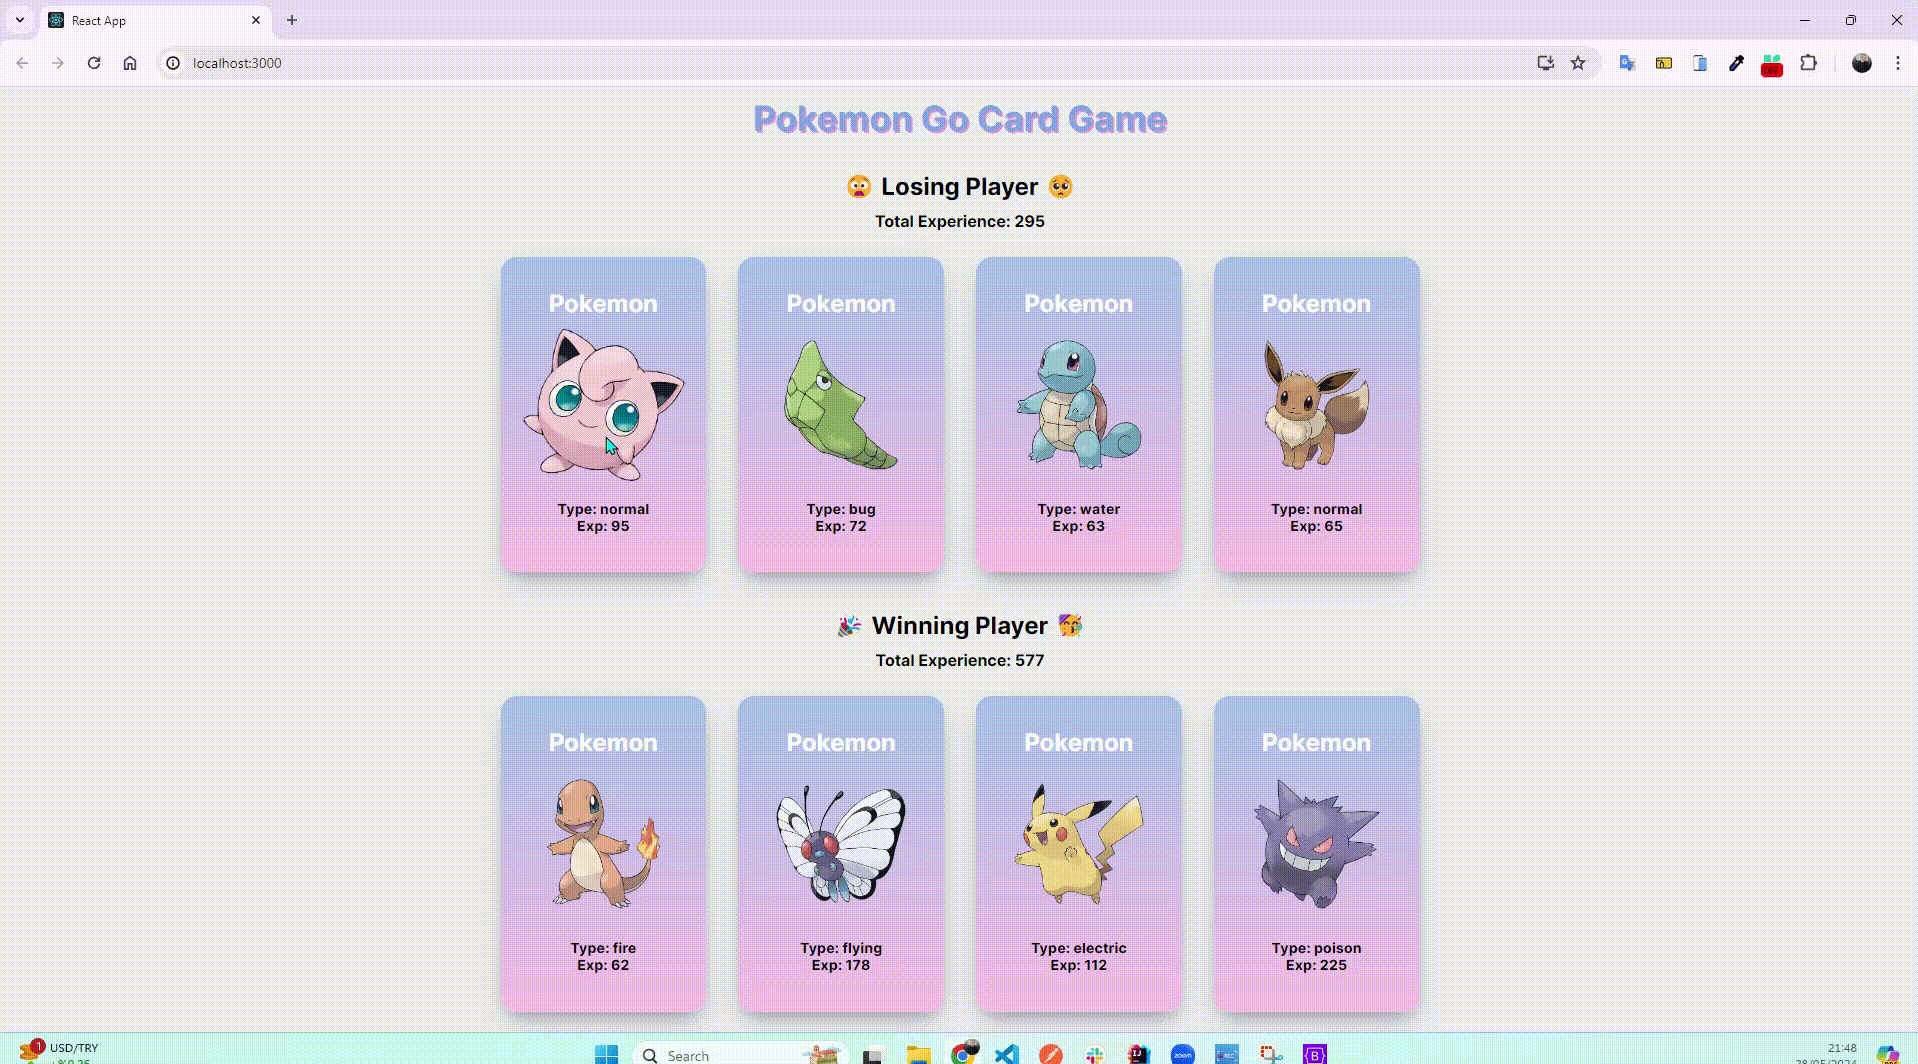 React App
localhost:3000
OFF
Pokemon Go Card Game
😨 Losing Player 🥺
Total Experience: 295
Pokemon Pokemon Pokemon Pokemon
Type: normal Type: bug Type: water Type: normal
Exp: 95 Exp: 72 Exp: 63 Exp: 65
🎉 Winning Player 🥳
Total Experience: 577
Pokemon Pokemon Pokemon Pokemon
Type: fire Type: flying Type: electric Type: poison
Exp: 62 Exp: 178 Exp: 112 Exp: 225
1 USD/TRY
Search
zoom
21:48